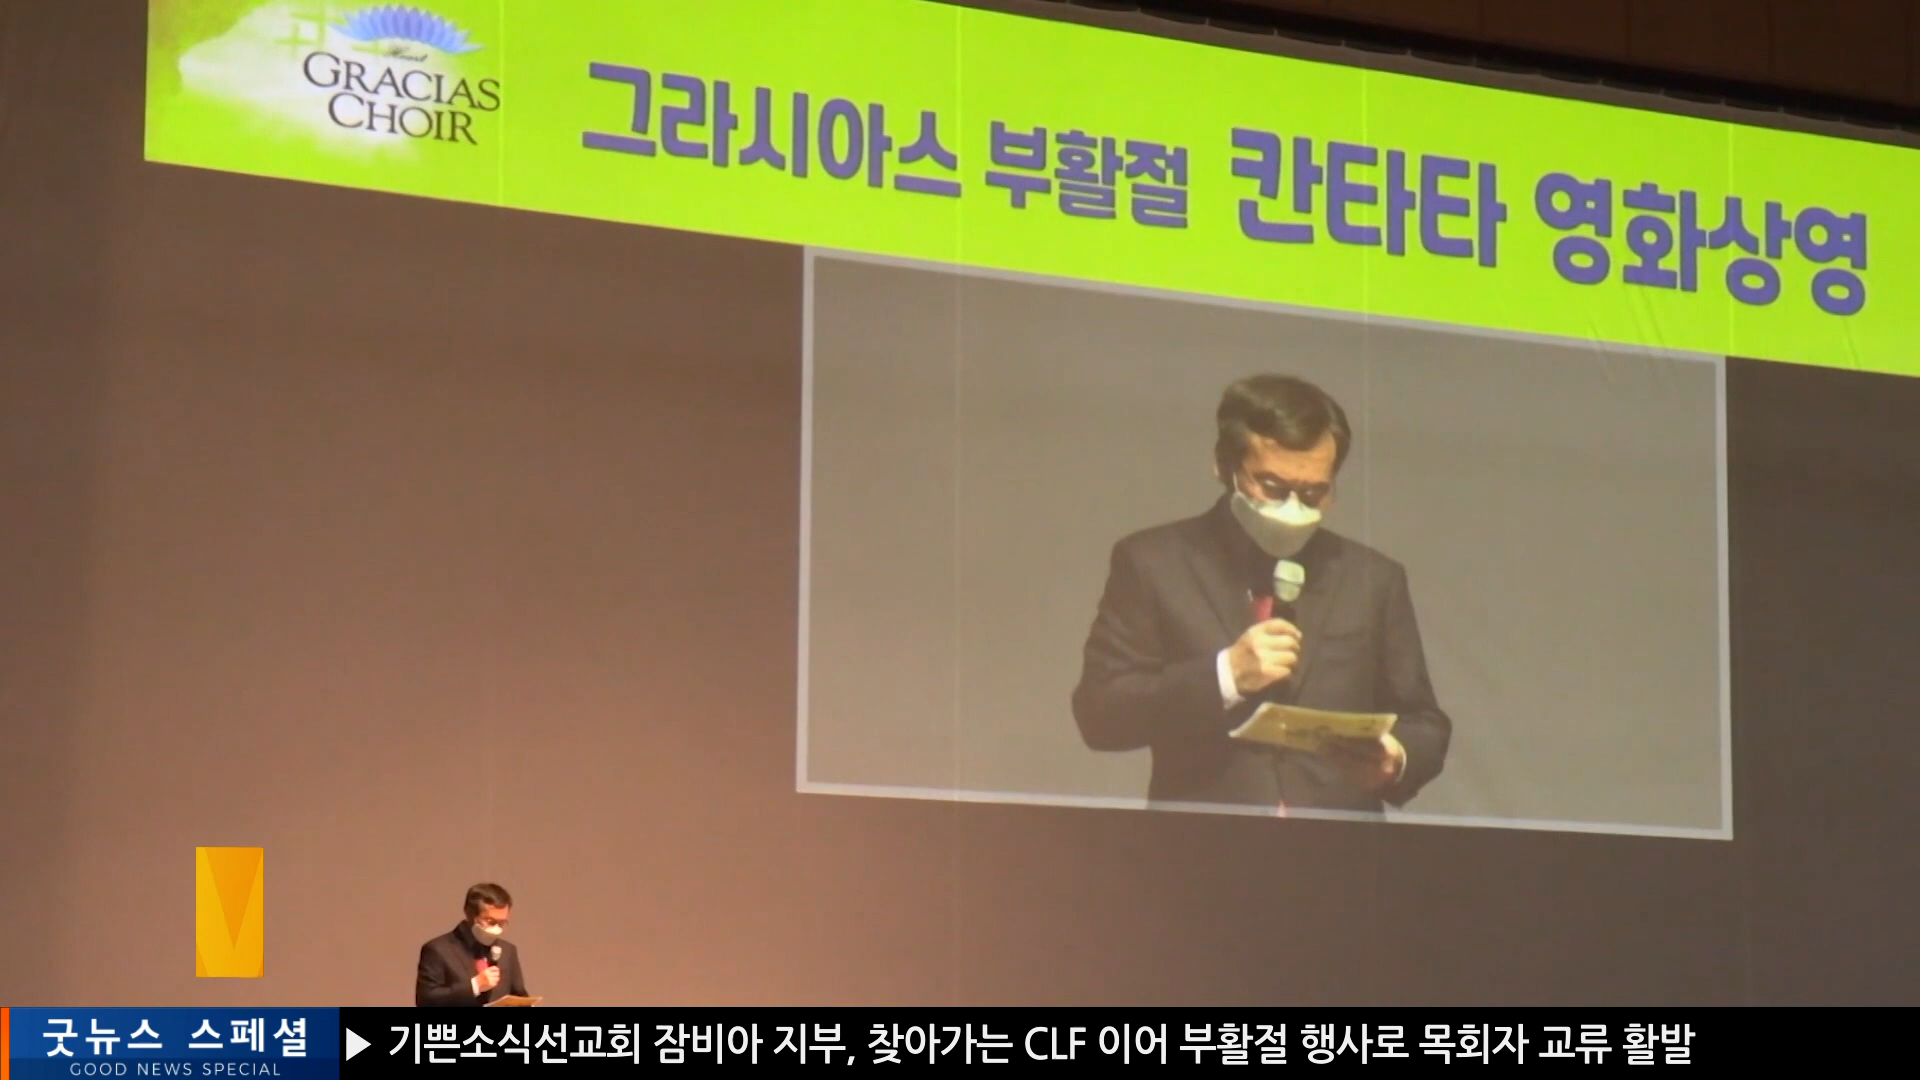 GRACIAS
CHOIR
그라시아스 부활절 칸타타 영화상영
굿뉴스 스페셜
GOOD NEWS SPECIAL
▶ 기쁜소식선교회 잠비아 지부, 찾아가는 CLF 이어 부활절 행사로 목회자 교류 활발